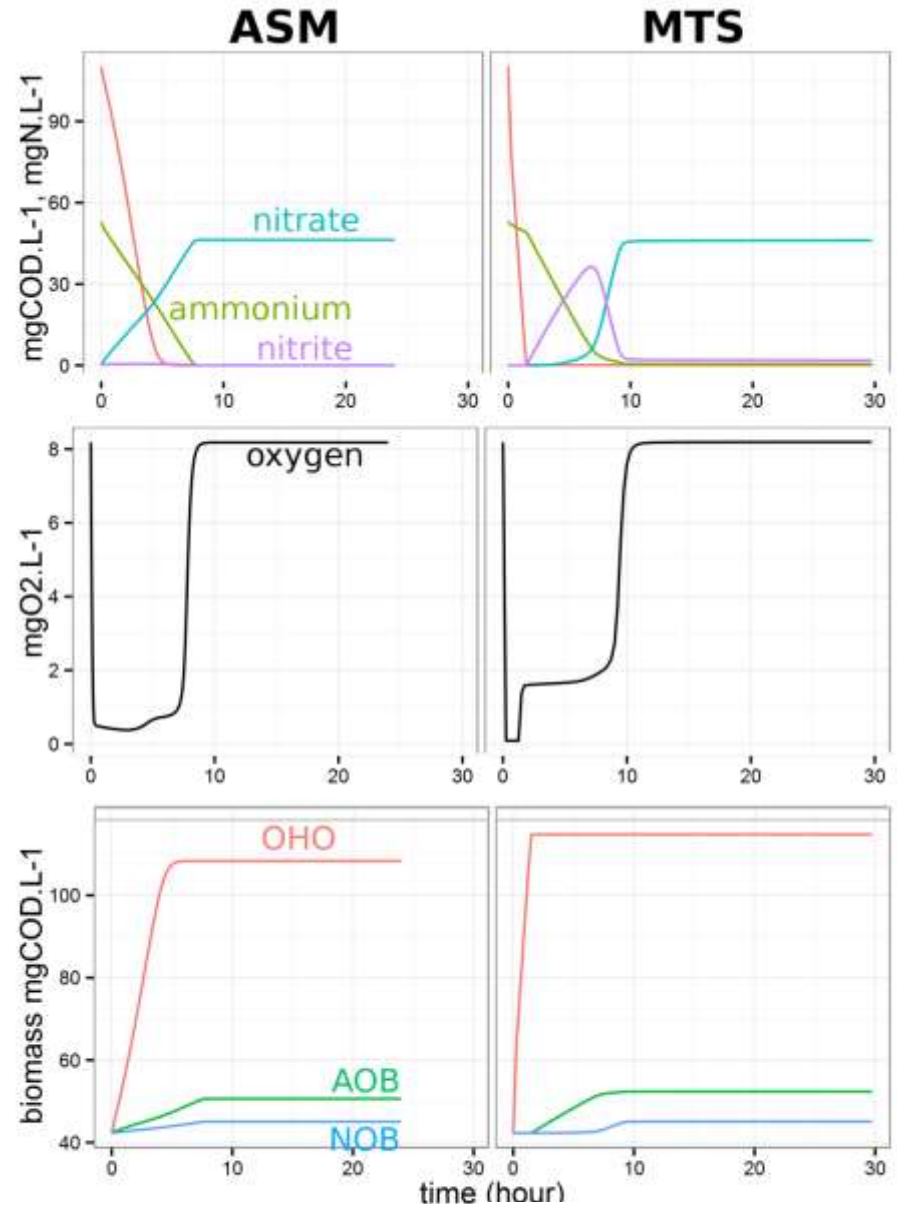 ASM MTS
mgCOD.L-1, mgN.L-1
90
60
30
0
nitrate
ammonium
nitrite
0 10 20 30 0 10 20 30
mgO2.L-1
8
6
4
2
0
oxygen
0 10 20 30 0 10 20 30
biomass mgCOD.L-1
100
80
60
40
OHO
AOB
NOB
0 10 20 30 0 10 20 30
time (hour)